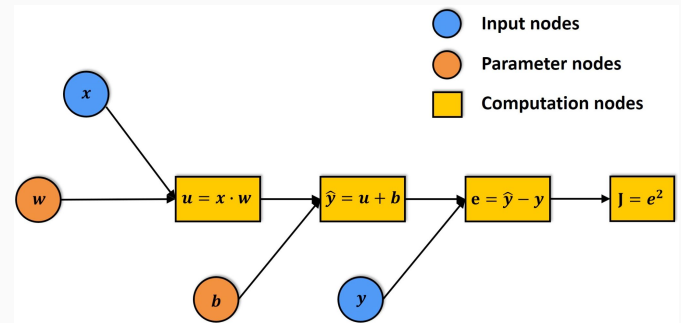 Input nodes
Parameter nodes
Computation nodes
x
w
u = x · w
ŷ = u + b
e = ŷ − y
J = e²
b
y